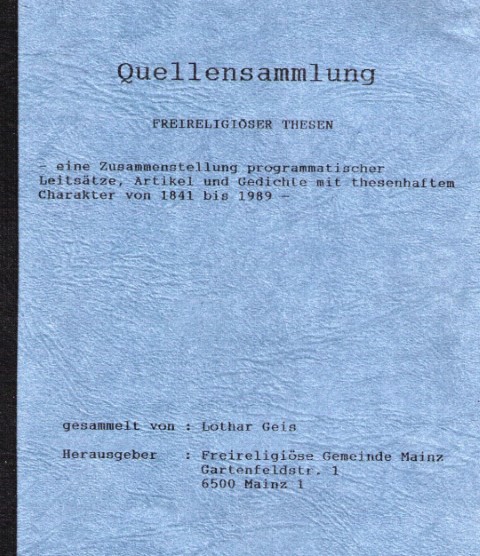 Quellensammlung
FREIRELIGIÖSER THESEN
- eine Zusammenstellung programmatischer
Leitsätze, Artikel und Gedichte mit thesenhaftem
Charakter von 1841 bis 1989 -
gesammelt von : Lothar Geis
Herausgeber : Freireligiöse Gemeinde Mainz
Gartenfeldstr. 1
6500 Mainz 1